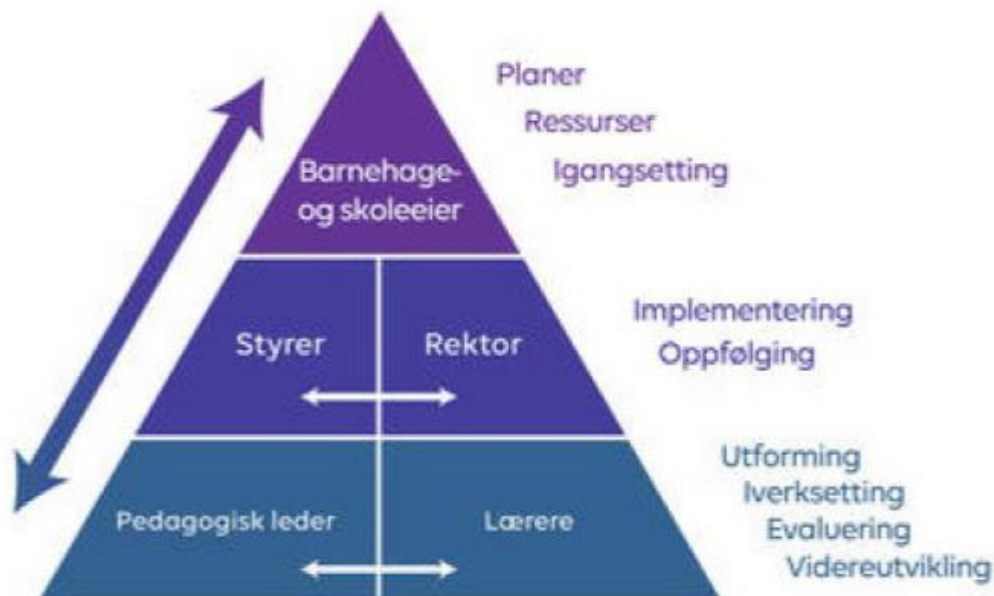 Planer
Ressurser
Igangsetting
Barnehage-
og skoleeier
Styrer
Rektor
Implementering
Oppfølging
Pedagogisk leder
Lærere
Utforming
Iverksetting
Evaluering
Videreutvikling